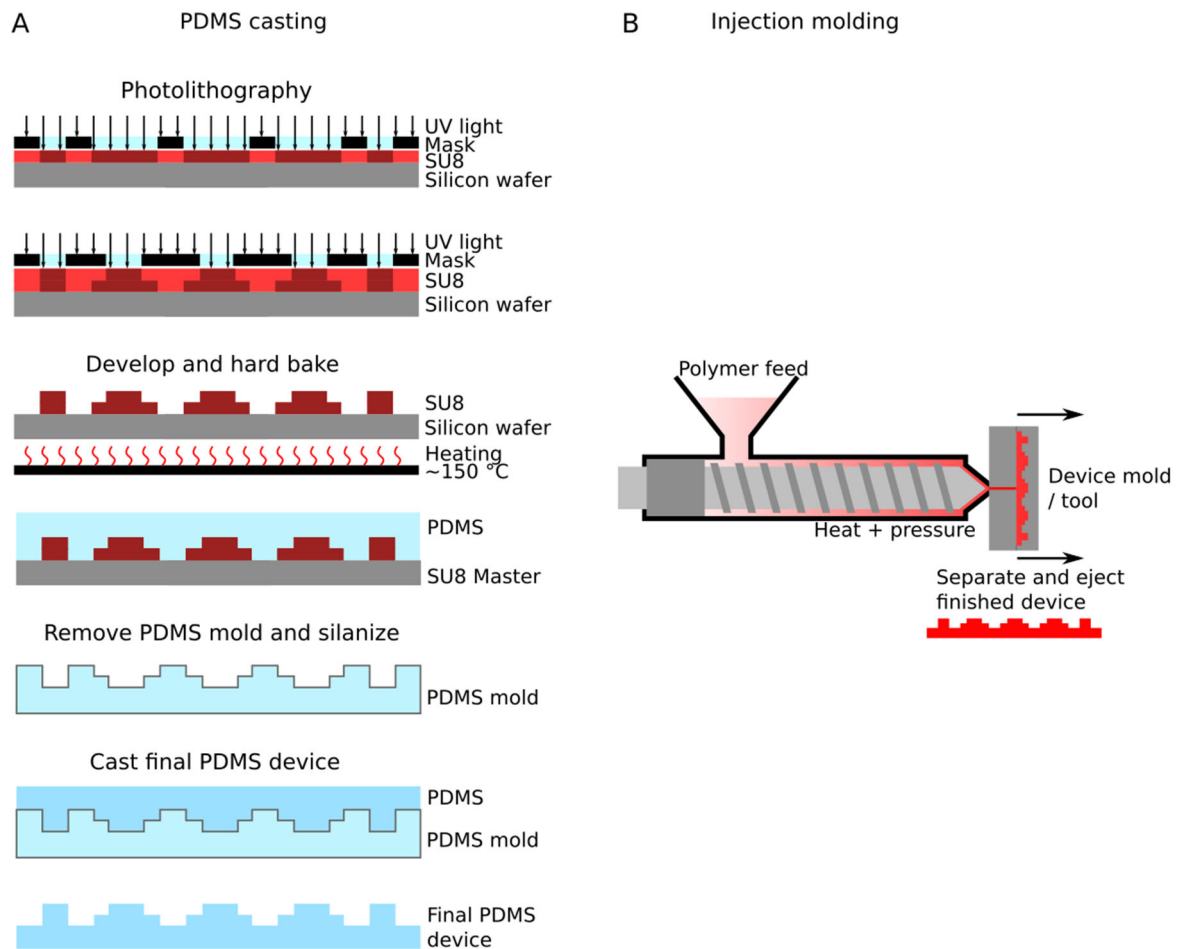 A
PDMS casting
Photolithography
UV light
Mask
SU8
Silicon wafer
UV light
Mask
SU8
Silicon wafer
Develop and hard bake
SU8
Silicon wafer
Heating
~150 °C
PDMS
SU8 Master
Remove PDMS mold and silanize
PDMS mold
Cast final PDMS device
PDMS
PDMS mold
Final PDMS
device
B
Injection molding
Polymer feed
Heat + pressure
Device mold
/ tool
Separate and eject
finished device